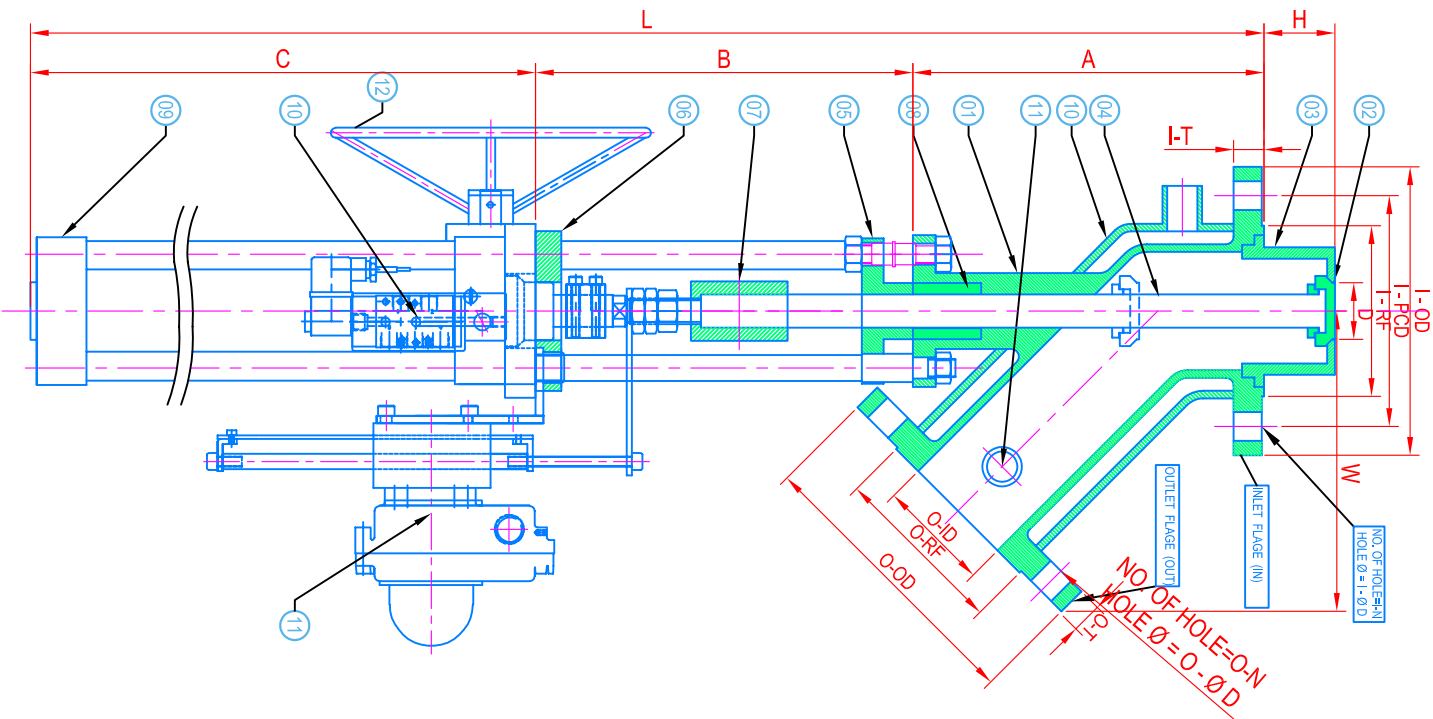 L
H
C
B
A
12
09
10
06
07
05
08
01
11
10
04
03
02
I-T
I-OD
I-PCD
I-RF
D
W
NO. OF HOLE=I-N
HOLE Ø = I - Ø D
INLET FLAGE (IN)
OUTLET FLAGE (OUT)
O-ID
O-RF
O-OD
O-T
NO. OF HOLE=O-N
HOLE Ø = O - Ø D
11